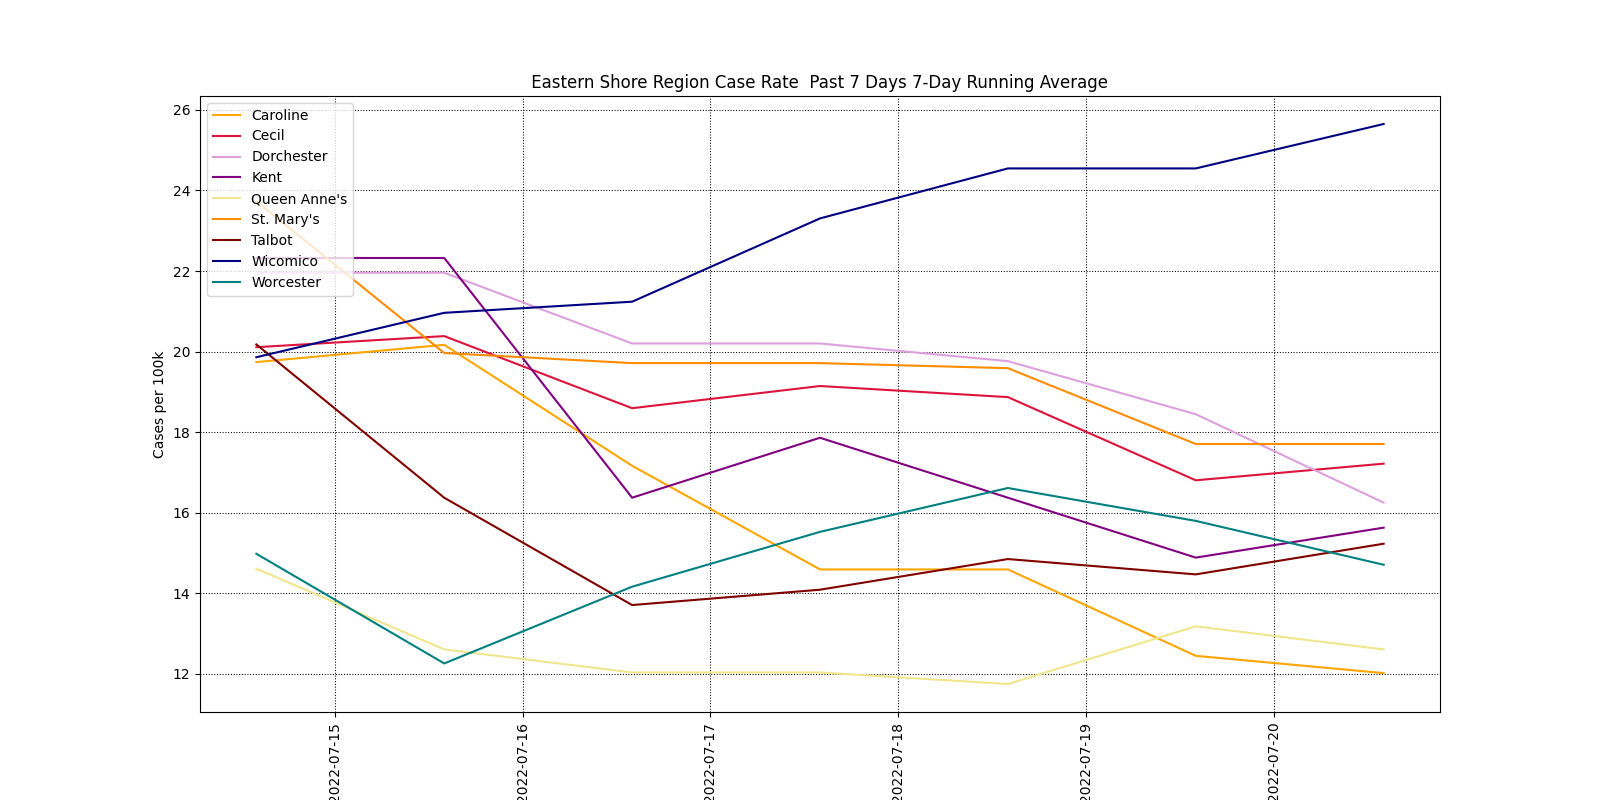 Eastern Shore Region Case Rate  Past 7 Days 7-Day Running Average
Cases per 100k
26
24
22
20
18
16
14
12
Caroline
Cecil
Dorchester
Kent
Queen Anne's
St. Mary's
Talbot
Wicomico
Worcester
2022-07-15
2022-07-16
2022-07-17
2022-07-18
2022-07-19
2022-07-20